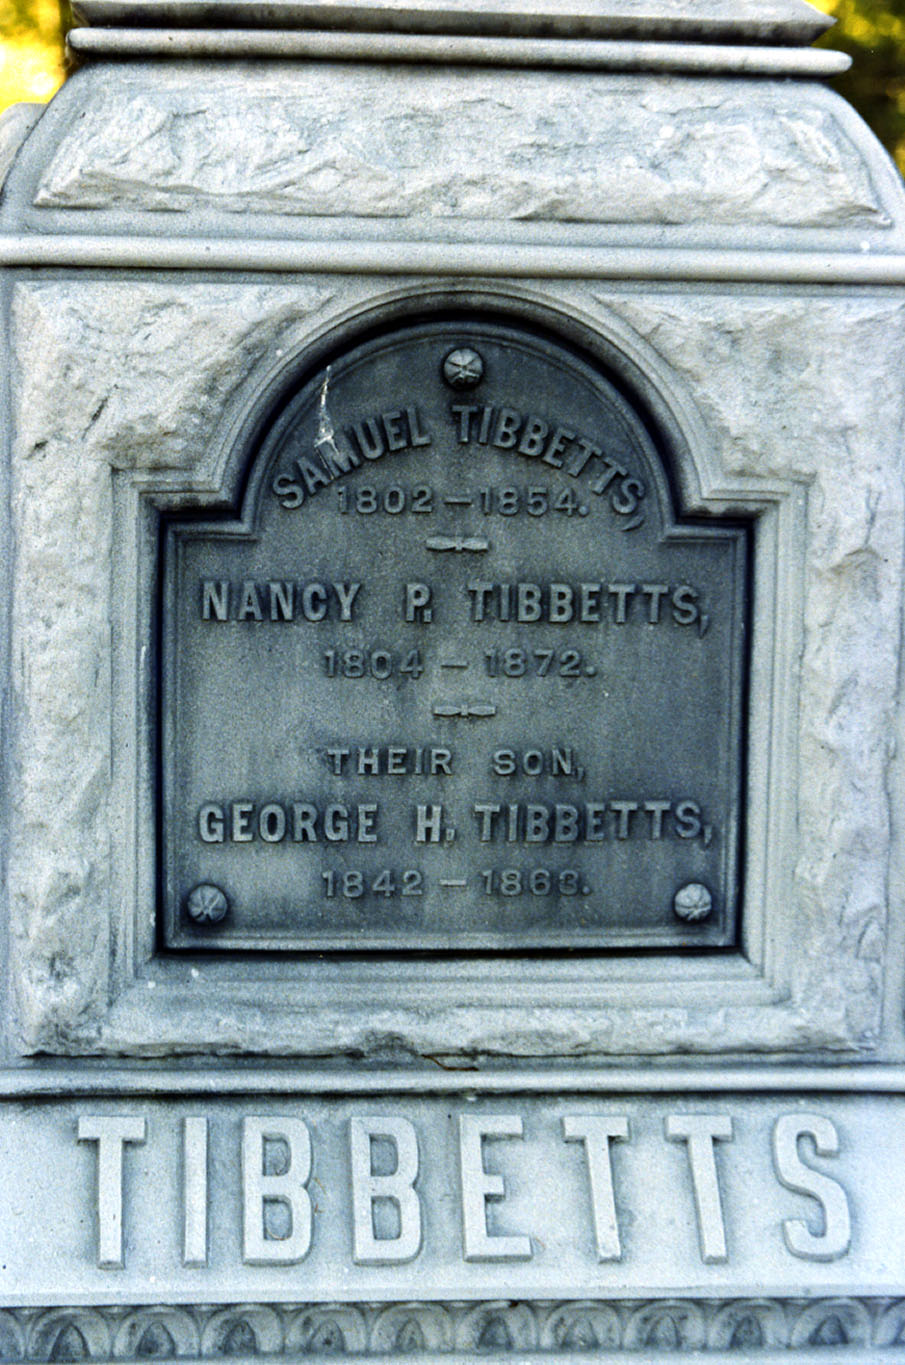 SAMUEL TIBBETTS,
1802 – 1854.
NANCY P. TIBBETTS,
1804 – 1872.
THEIR SON,
GEORGE H. TIBBETTS,
1842 – 1863.
TIBBETTS